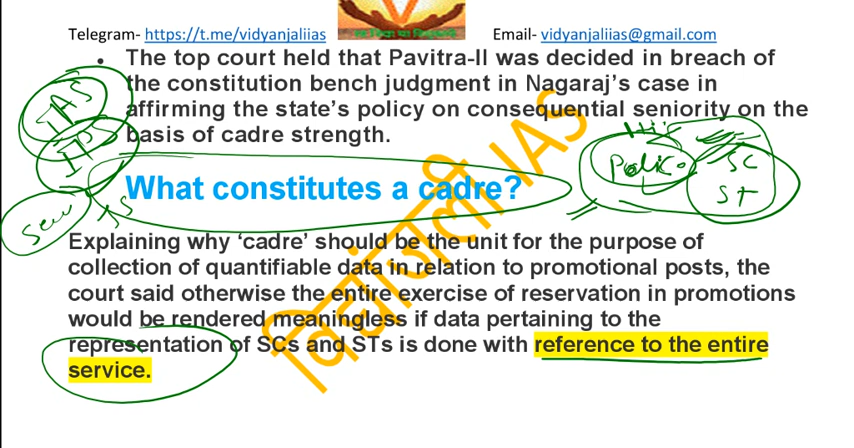 Telegram- https://t.me/vidyanjaliias Email- vidyanjaliias@gmail.com
• The top court held that Pavitra-II was decided in breach of
the constitution bench judgment in Nagaraj's case in
affirming the state's policy on consequential seniority on the
basis of cadre strength.
IAS
IPS
Police
SC
ST
What constitutes a cadre?
Explaining why 'cadre' should be the unit for the purpose of
collection of quantifiable data in relation to promotional posts, the
court said otherwise the entire exercise of reservation in promotions
would be rendered meaningless if data pertaining to the
representation of SCs and STs is done with reference to the entire
service.
विद्यांजली IAS